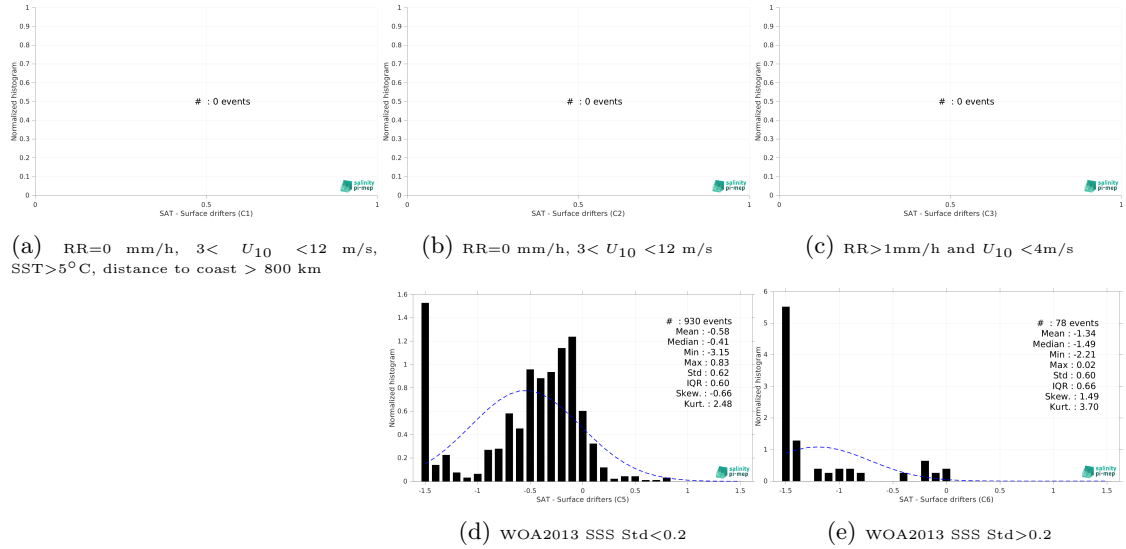 Normalized histogram
1
0.9
0.8
0.7
0.6
0.5
0.4
0.3
0.2
0.1
0
# : 0 events
salinity
pi-mep
0 0.5 1
SAT - Surface drifters (C1)
(a) RR=0 mm/h, 3< U10 <12 m/s,
SST>5°C, distance to coast > 800 km
Normalized histogram
1
0.9
0.8
0.7
0.6
0.5
0.4
0.3
0.2
0.1
0
# : 0 events
salinity
pi-mep
0 0.5 1
SAT - Surface drifters (C2)
(b) RR=0 mm/h, 3< U10 <12 m/s
Normalized histogram
1
0.9
0.8
0.7
0.6
0.5
0.4
0.3
0.2
0.1
0
# : 0 events
salinity
pi-mep
0 0.5 1
SAT - Surface drifters (C3)
(c) RR>1mm/h and U10 <4m/s
Normalized histogram
1.6
1.4
1.2
1
0.8
0.6
0.4
0.2
0
# : 930 events
Mean : -0.58
Median : -0.41
Min : -3.15
Max : 0.83
Std : 0.62
IQR : 0.60
Skew. : -0.66
Kurt. : 2.48
salinity
pi-mep
-1.5 -1 -0.5 0 0.5 1 1.5
SAT - Surface drifters (C5)
(d) WOA2013 SSS Std<0.2
Normalized histogram
6
5
4
3
2
1
0
# : 78 events
Mean : -1.34
Median : -1.49
Min : -2.21
Max : 0.02
Std : 0.60
IQR : 0.66
Skew. : 1.49
Kurt. : 3.70
salinity
pi-mep
-1.5 -1 -0.5 0 0.5 1 1.5
SAT - Surface drifters (C6)
(e) WOA2013 SSS Std>0.2